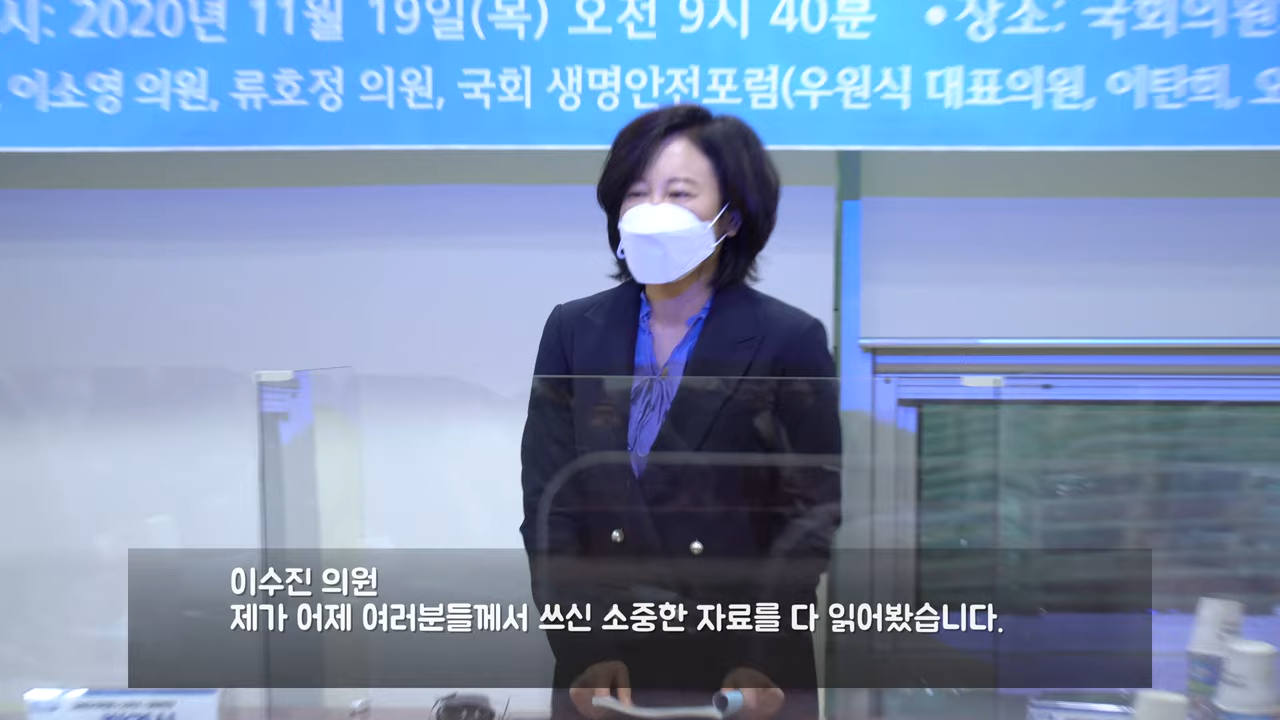 시: 2020년 11월 19일(목) 오전 9시 40분 •장소: 국회의원
이소영 의원, 류호정 의원, 국회 생명안전포럼(우원식 대표의원, 이탄희, 오
이수진 의원
제가 어제 여러분들께서 쓰신 소중한 자료를 다 읽어봤습니다.